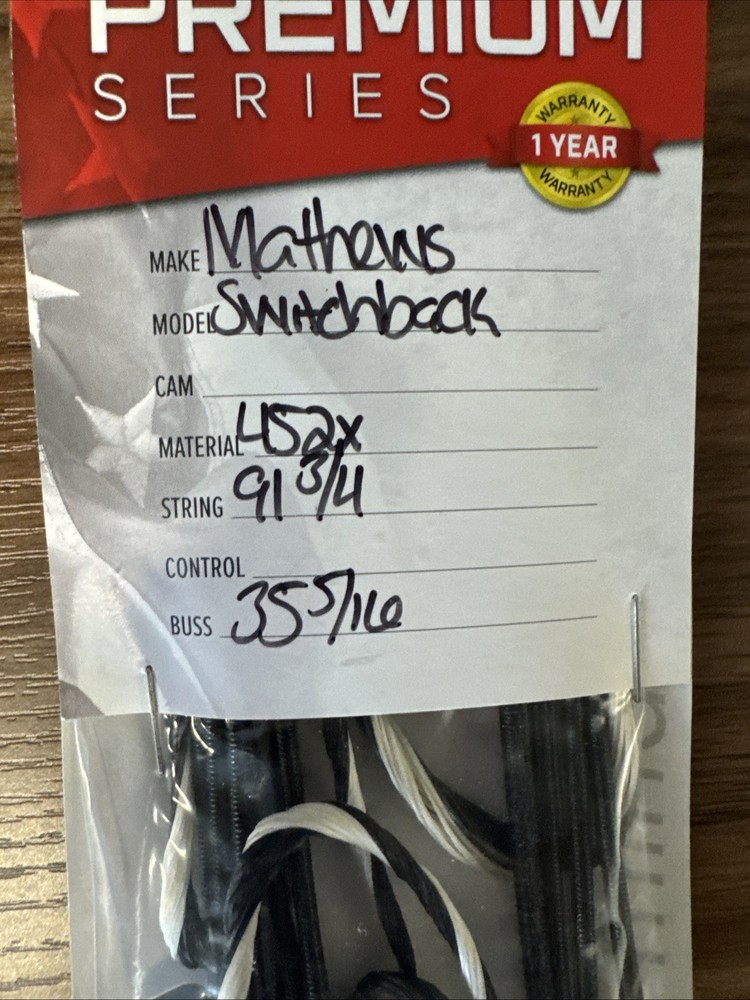 PREMIUM
SERIES
WARRANTY
1 YEAR
WARRANTY
MAKE Mathews
MODEL Switchback
CAM
MATERIAL 452x
STRING 91 3/4
CONTROL
BUSS 35 5/16